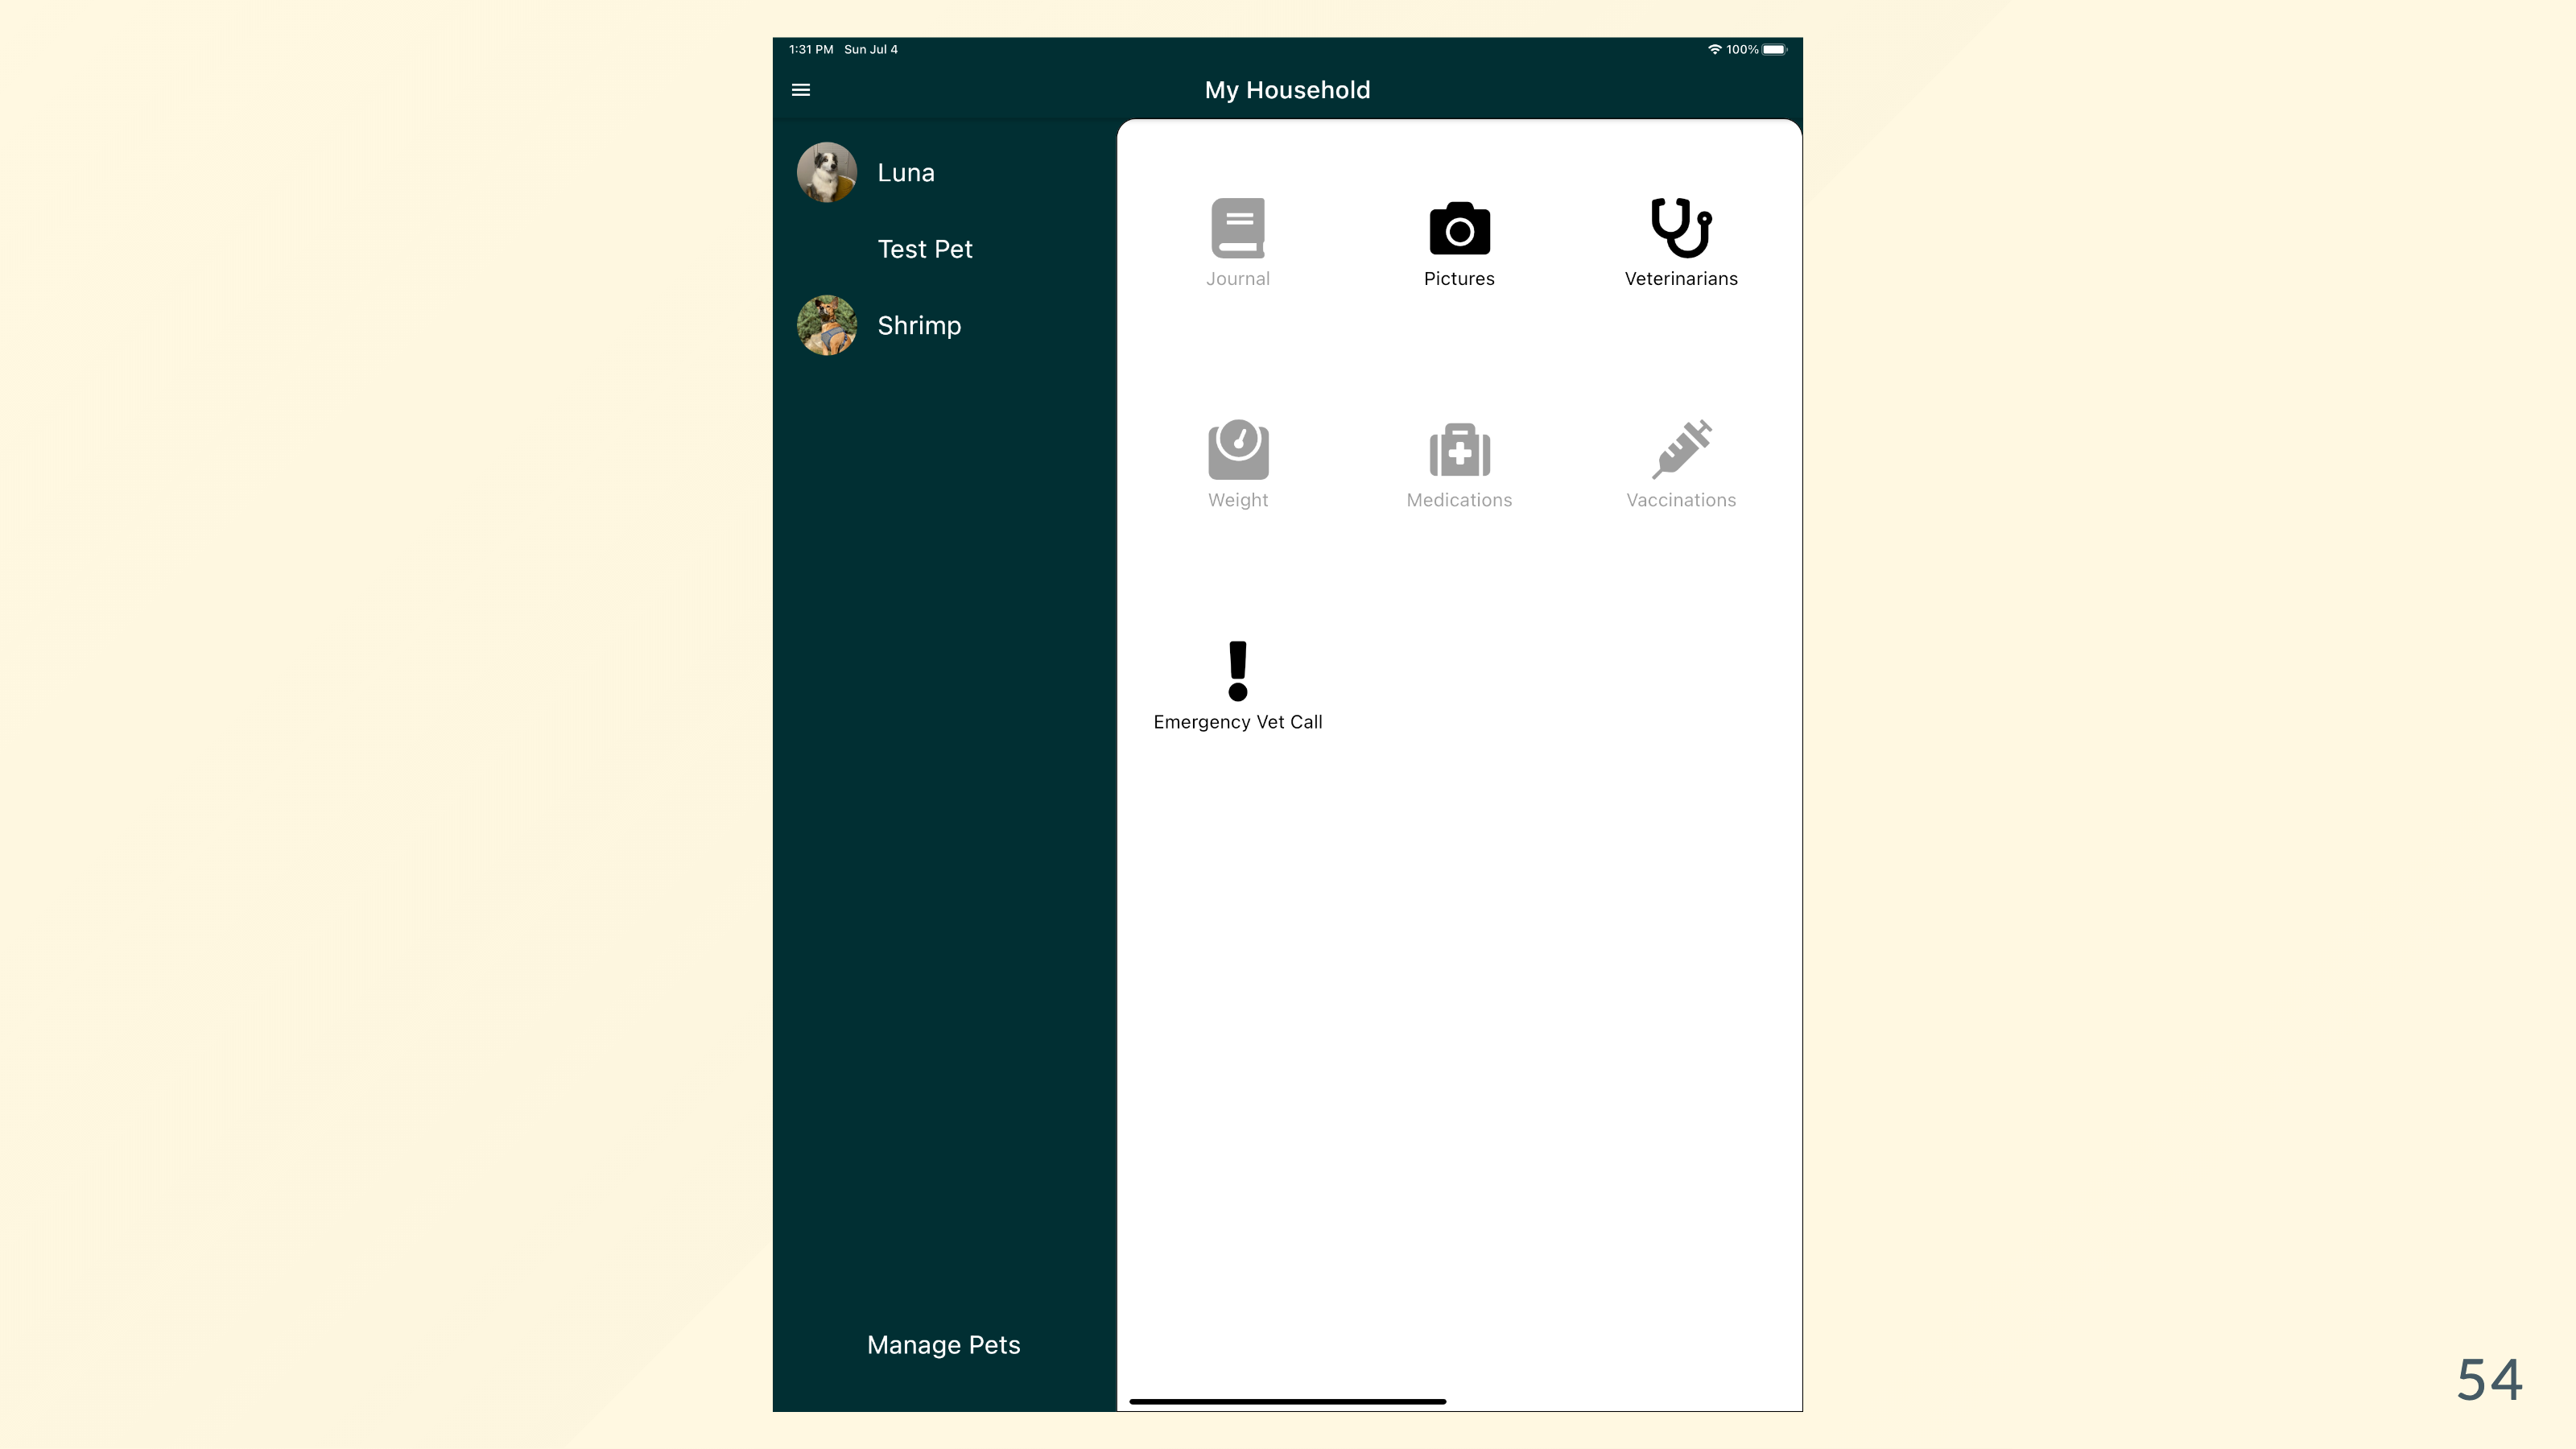 1:31 PM Sun Jul 4
100%
My Household
Luna
Test Pet
Shrimp
Journal
Pictures
Veterinarians
Weight
Medications
Vaccinations
Emergency Vet Call
Manage Pets
54